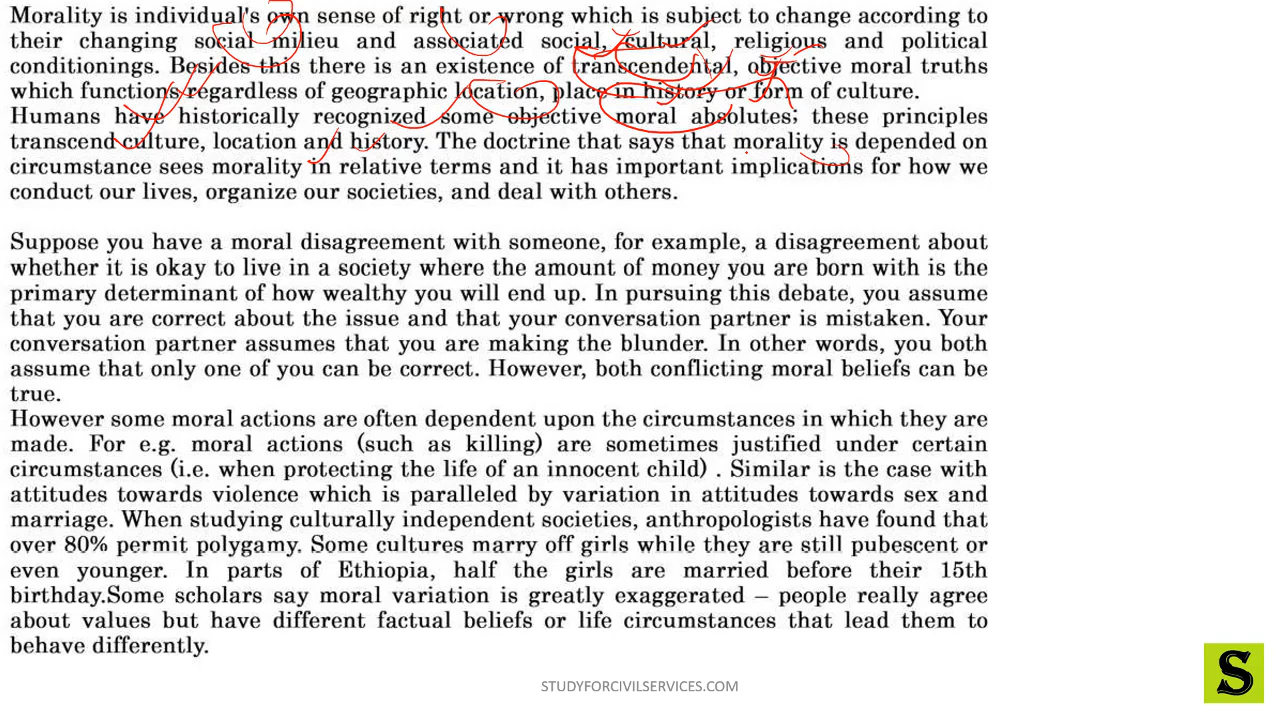 Morality is individual's own sense of right or wrong which is subject to change according to
their changing social milieu and associated social, cultural, religious and political
conditionings. Besides this there is an existence of transcendental, objective moral truths
which functions regardless of geographic location, place in history or form of culture.
Humans have historically recognized some objective moral absolutes; these principles
transcend culture, location and history. The doctrine that says that morality is depended on
circumstance sees morality in relative terms and it has important implications for how we
conduct our lives, organize our societies, and deal with others.
Suppose you have a moral disagreement with someone, for example, a disagreement about
whether it is okay to live in a society where the amount of money you are born with is the
primary determinant of how wealthy you will end up. In pursuing this debate, you assume
that you are correct about the issue and that your conversation partner is mistaken. Your
conversation partner assumes that you are making the blunder. In other words, you both
assume that only one of you can be correct. However, both conflicting moral beliefs can be
true.
However some moral actions are often dependent upon the circumstances in which they are
made. For e.g. moral actions (such as killing) are sometimes justified under certain
circumstances (i.e. when protecting the life of an innocent child) . Similar is the case with
attitudes towards violence which is paralleled by variation in attitudes towards sex and
marriage. When studying culturally independent societies, anthropologists have found that
over 80% permit polygamy. Some cultures marry off girls while they are still pubescent or
even younger. In parts of Ethiopia, half the girls are married before their 15th
birthday.Some scholars say moral variation is greatly exaggerated – people really agree
about values but have different factual beliefs or life circumstances that lead them to
behave differently.
STUDYFORCIVILSERVICES.COM
S